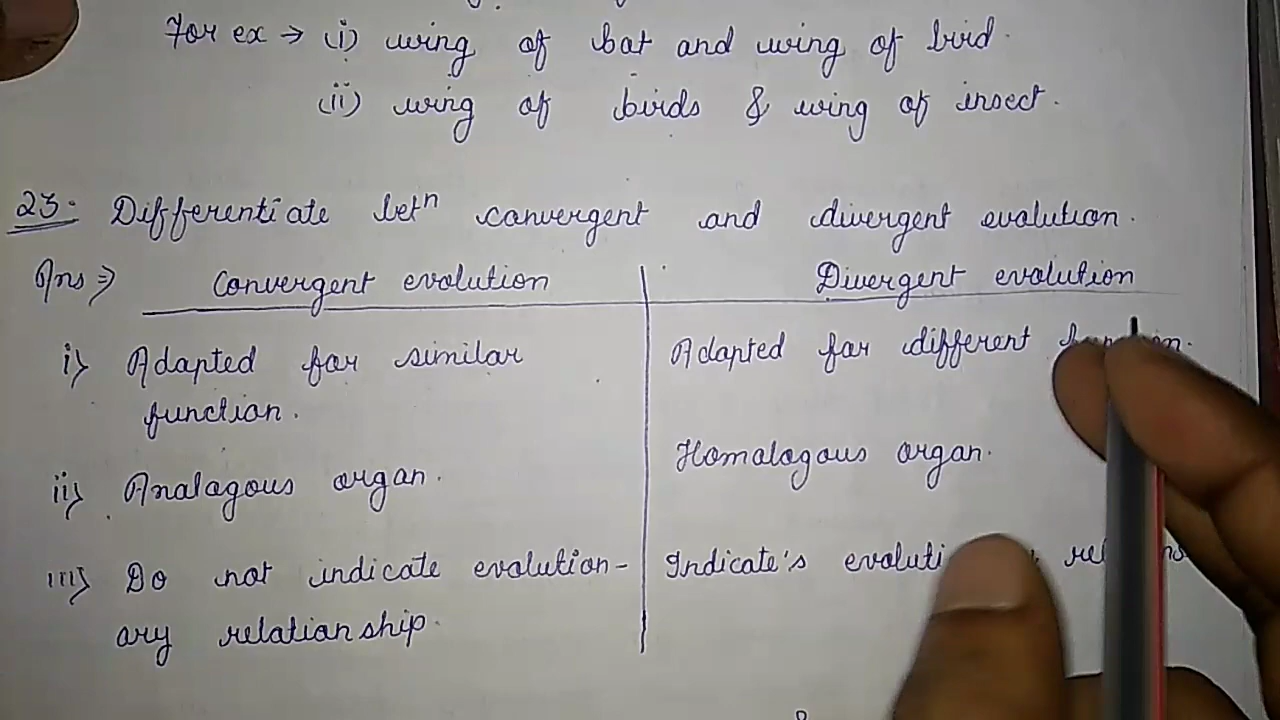 For ex → (i) wing of bat and wing of bird.
(ii) wing of birds & wing of insect.
23. Differentiate betn convergent and divergent evalution.
Ans ⇒ Convergent evolution Divergent evolution
i) Adapted for similar Adapted for different
function.
ii) Analagous organ. Homalagous organ.
iii) Do not indicate evolution- Indicate's
ary relationship.